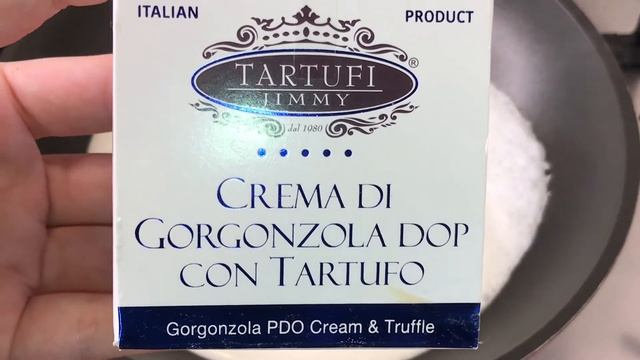 ITALIAN PRODUCT
TARTUFI
®
JIMMY
dal 1980
CREMA DI
GORGONZOLA DOP
CON TARTUFO
Gorgonzola PDO Cream & Truffle